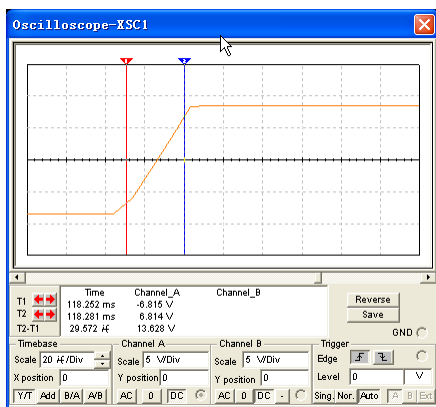 Oscilloscope-XSC1
1 2
Time Channel_A Channel_B
T1 118.252 ms -6.815 V
T2 118.281 ms 6.814 V
T2-T1 29.572 13.628 V
Reverse
Save
GND
Timebase Channel A Channel B Trigger
Scale 20 /Div Scale 5 V/Div Scale 5 V/Div Edge
X position 0 Y position 0 Y position 0 Level 0 V
Y/T Add B/A A/B AC 0 DC AC 0 DC - Sing. Nor. Auto A B Ext